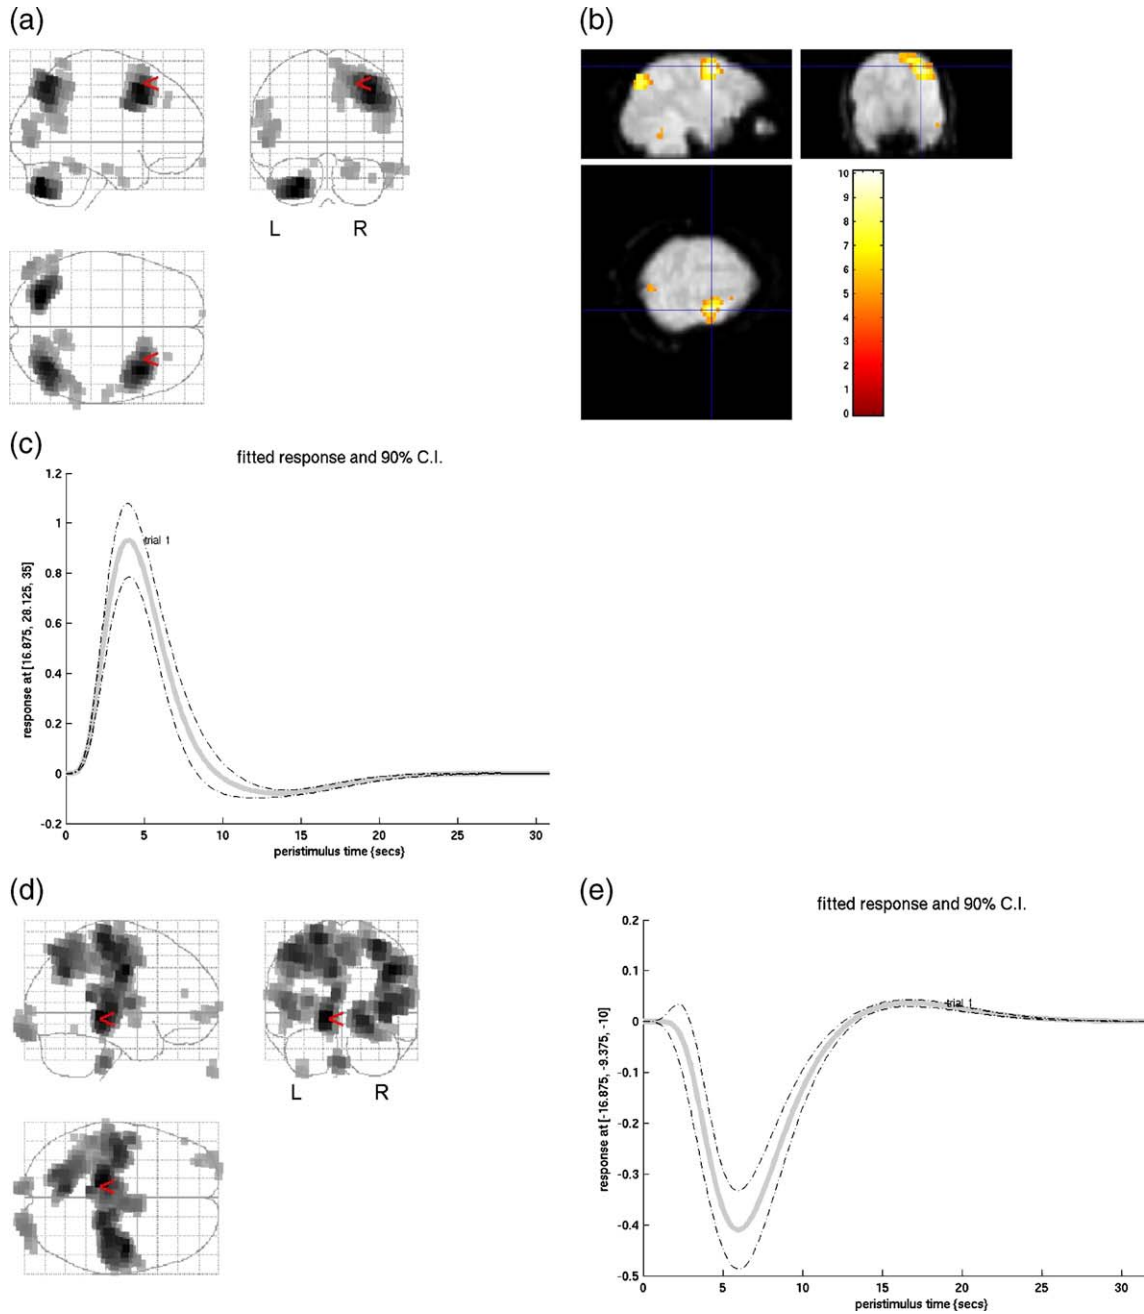 (a)
(b)
L R
10
9
8
7
6
5
4
3
2
1
0
(c)
fitted response and 90% C.I.
1.2
1
0.8
0.6
0.4
0.2
0
-0.2
response at [16.875, 28.125, 35]
trial 1
0 5 10 15 20 25 30
peristimulus time {secs}
(d)
L R
(e)
fitted response and 90% C.I.
0.2
0.1
0
-0.1
-0.2
-0.3
-0.4
-0.5
response at [-16.875, -9.375, -10]
trial 1
0 5 10 15 20 25 30
peristimulus time {secs}